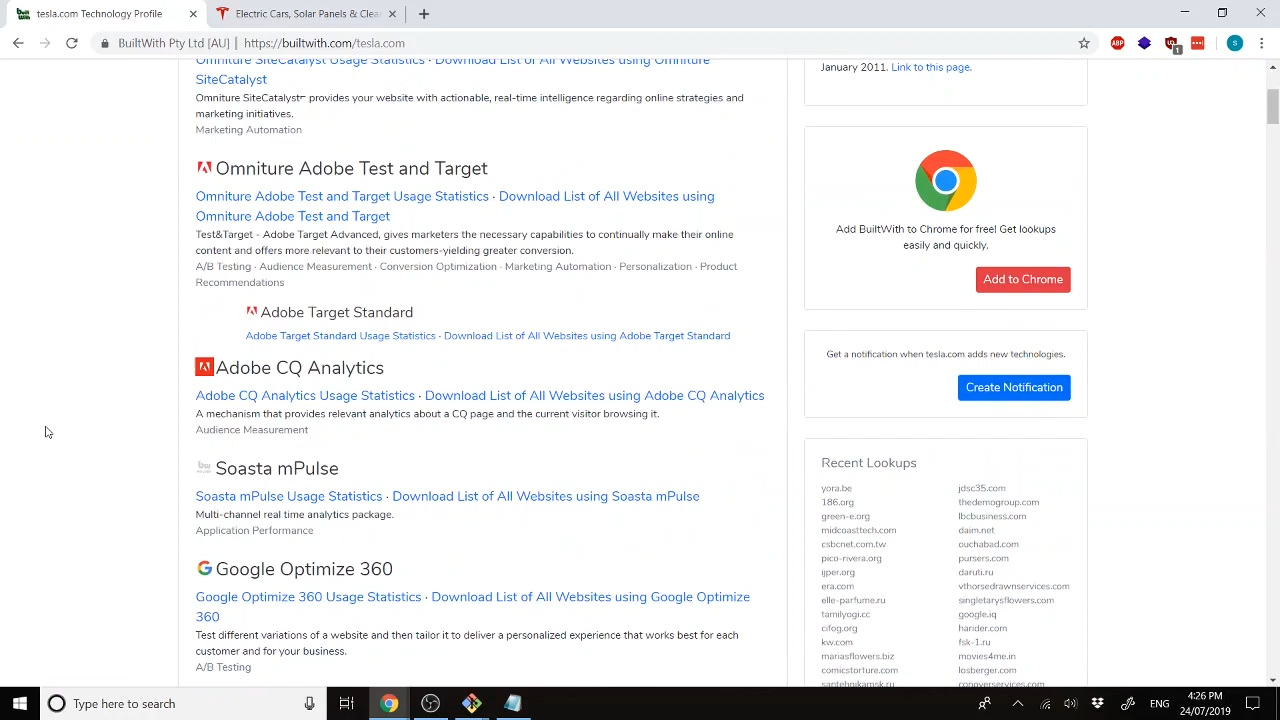 tesla.com Technology Profile
Electric Cars, Solar Panels & Clea
BuiltWith Pty Ltd [AU]
https://builtwith.com/tesla.com
ABP
1
S
Omniture SiteCatalyst Usage Statistics · Download List of All Websites using Omniture
SiteCatalyst
Omniture SiteCatalyst provides your website with actionable, real-time intelligence regarding online strategies and
marketing initiatives.
Marketing Automation
Omniture Adobe Test and Target
Omniture Adobe Test and Target Usage Statistics · Download List of All Websites using
Omniture Adobe Test and Target
Test&Target - Adobe Target Advanced, gives marketers the necessary capabilities to continually make their online
content and offers more relevant to their customers-yielding greater conversion.
A/B Testing · Audience Measurement · Conversion Optimization · Marketing Automation · Personalization · Product
Recommendations
Adobe Target Standard
Adobe Target Standard Usage Statistics · Download List of All Websites using Adobe Target Standard
Adobe CQ Analytics
Adobe CQ Analytics Usage Statistics · Download List of All Websites using Adobe CQ Analytics
A mechanism that provides relevant analytics about a CQ page and the current visitor browsing it.
Audience Measurement
Soasta mPulse
Soasta mPulse Usage Statistics · Download List of All Websites using Soasta mPulse
Multi-channel real time analytics package.
Application Performance
Google Optimize 360
Google Optimize 360 Usage Statistics · Download List of All Websites using Google Optimize
360
Test different variations of a website and then tailor it to deliver a personalized experience that works best for each
customer and for your business.
A/B Testing
January 2011. Link to this page.
Add BuiltWith to Chrome for free! Get lookups
easily and quickly.
Add to Chrome
Get a notification when tesla.com adds new technologies.
Create Notification
Recent Lookups
yora.be
186.org
green-e.org
midcoasttech.com
csbcnet.com.tw
pico-rivera.org
ijper.org
era.com
elle-parfume.ru
tamilyogi.cc
cifog.org
kw.com
mariasflowers.biz
comicstorture.com
santehnikamsk.ru
jdsc35.com
thedemogroup.com
lbcbusiness.com
daim.net
ouchabad.com
pursers.com
daruti.ru
vthorsedrawnservices.com
singletarysflowers.com
google.iq
harider.com
fsk-1.ru
movies4me.in
losberger.com
conoverservices.com
Type here to search
ENG
4:26 PM
24/07/2019